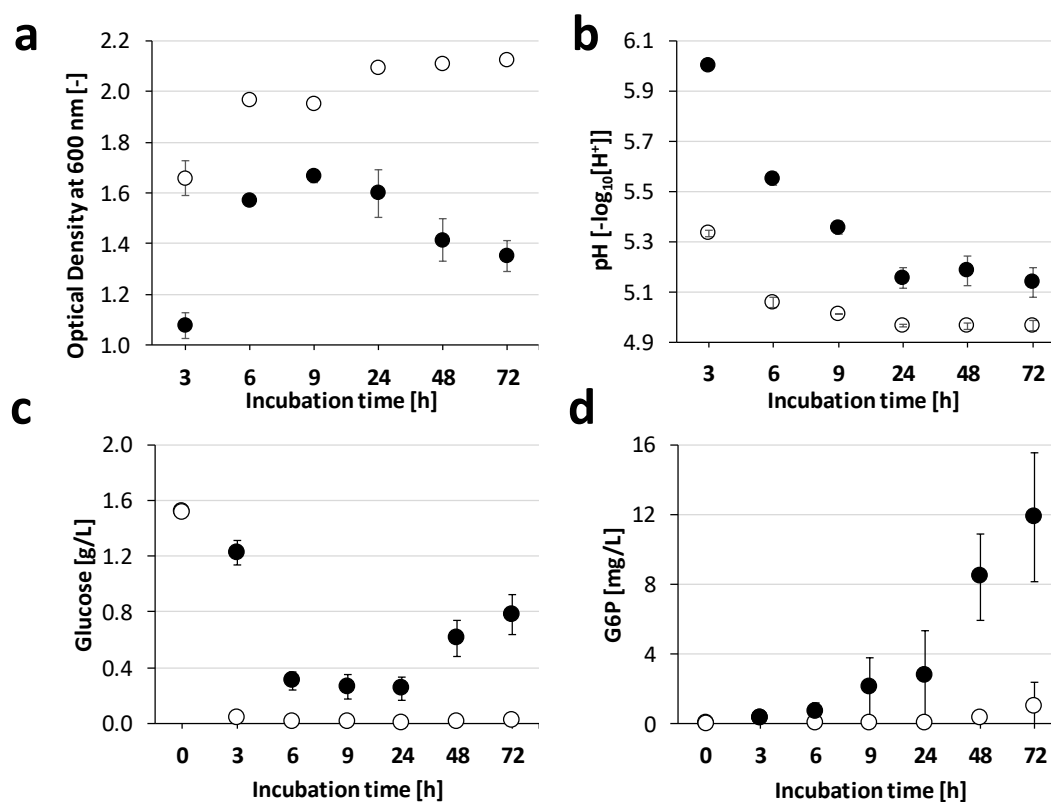 a
Optical Density at 600 nm [-]
2.2
2.0
1.8
1.6
1.4
1.2
1.0
3 6 9 24 48 72
Incubation time [h]
b
pH [-log₁₀[H⁺]]
6.1
5.9
5.7
5.5
5.3
5.1
4.9
3 6 9 24 48 72
Incubation time [h]
c
Glucose [g/L]
2.0
1.6
1.2
0.8
0.4
0.0
0 3 6 9 24 48 72
Incubation time [h]
d
G6P [mg/L]
16
12
8
4
0
0 3 6 9 24 48 72
Incubation time [h]